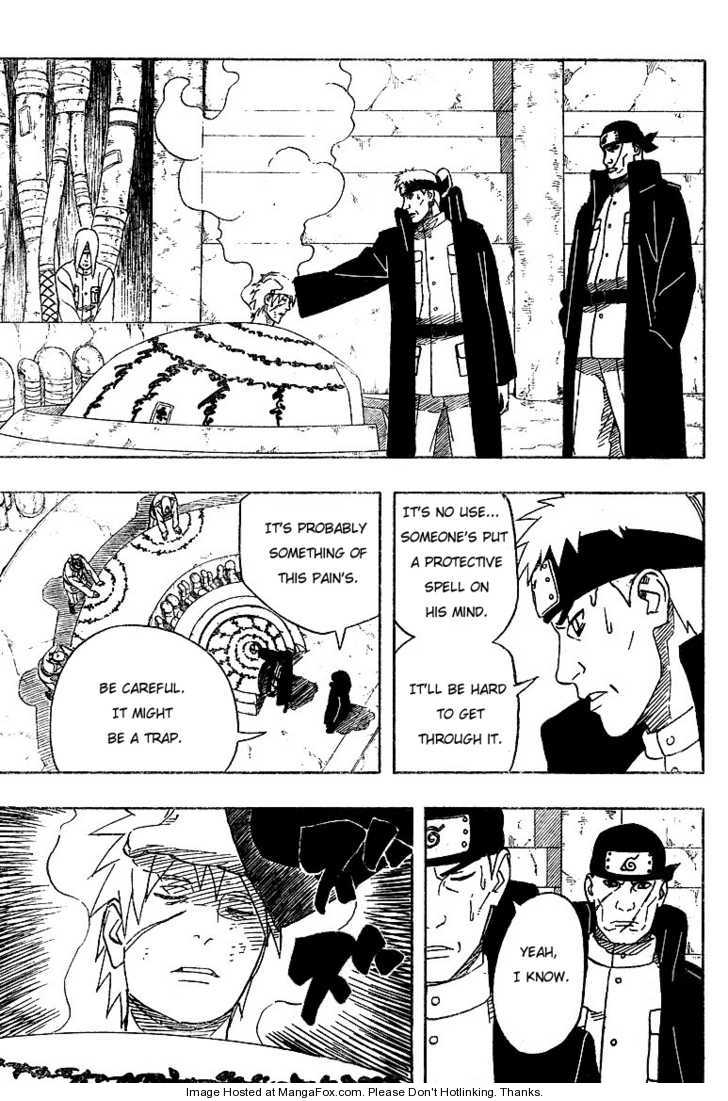 IT'S NO USE...
SOMEONE'S PUT
A PROTECTIVE
SPELL ON
HIS MIND.
IT'LL BE HARD
TO GET
THROUGH IT.
IT'S PROBABLY
SOMETHING OF
THIS PAIN'S.
BE CAREFUL.
IT MIGHT
BE A TRAP.
YEAH,
I KNOW.
Image Hosted at MangaFox.com. Please Don't Hotlinking. Thanks.